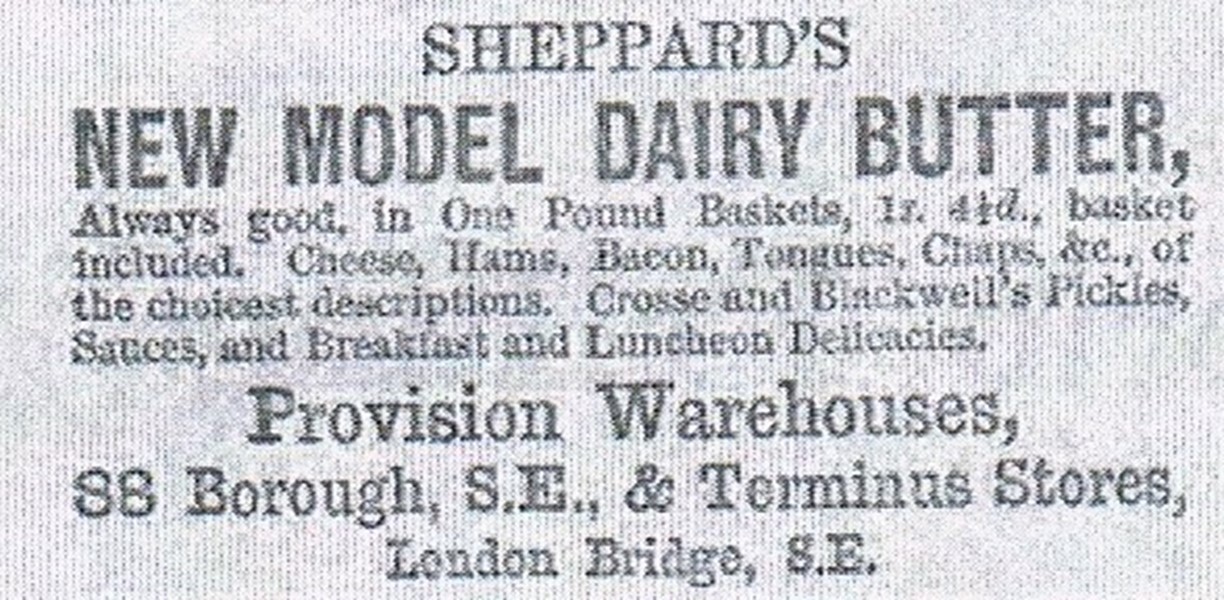 SHEPPARD'S
NEW MODEL DAIRY BUTTER,
Always good, in One Pound Baskets, 1s. 4½d., basket
included. Cheese, Hams, Bacon, Tongues, Chaps, &c., of
the choicest descriptions. Crosse and Blackwell's Pickles,
Sauces, and Breakfast and Luncheon Delicacies.
Provision Warehouses,
88 Borough, S.E., & Terminus Stores,
London Bridge, S.E.